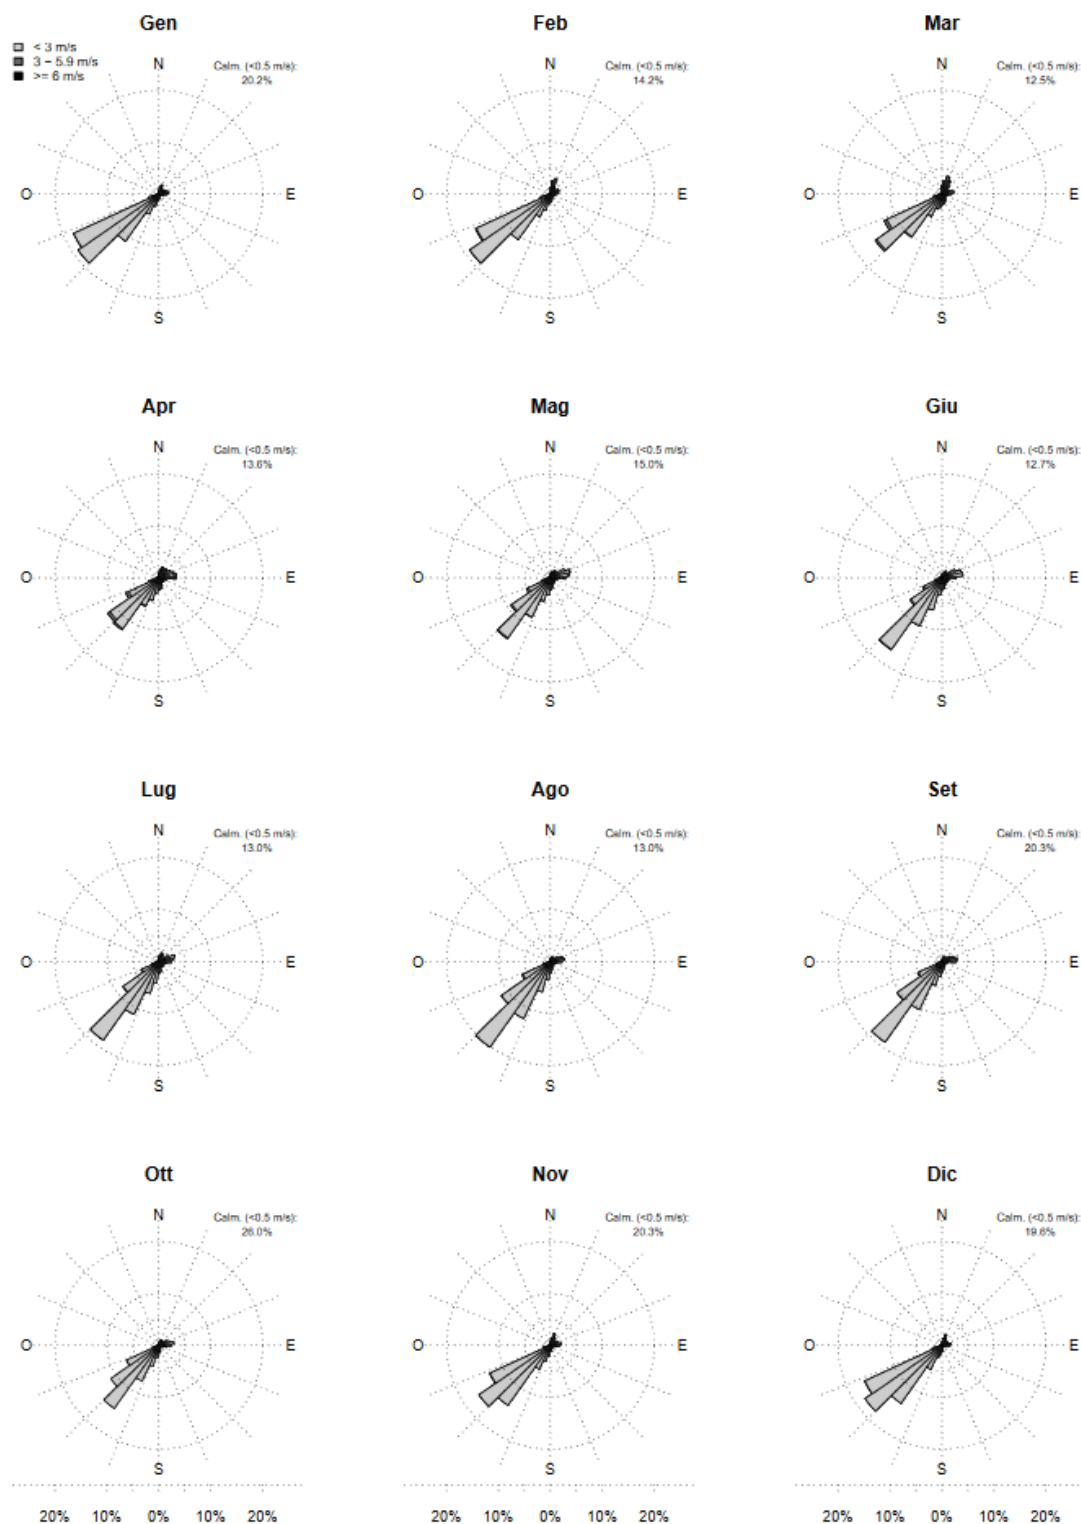 Gen
< 3 m/s
3 − 5.9 m/s
>= 6 m/s
N
Calm. (<0.5 m/s):
20.2%
O
E
S
Feb
N
Calm. (<0.5 m/s):
14.2%
O
E
S
Mar
N
Calm. (<0.5 m/s):
12.5%
O
E
S
Apr
N
Calm. (<0.5 m/s):
13.6%
O
E
S
Mag
N
Calm. (<0.5 m/s):
15.0%
O
E
S
Giu
N
Calm. (<0.5 m/s):
12.7%
O
E
S
Lug
N
Calm. (<0.5 m/s):
13.0%
O
E
S
Ago
N
Calm. (<0.5 m/s):
13.0%
O
E
S
Set
N
Calm. (<0.5 m/s):
20.3%
O
E
S
Ott
N
Calm. (<0.5 m/s):
26.0%
O
E
S
20% 10% 0% 10% 20%
Nov
N
Calm. (<0.5 m/s):
20.3%
O
E
S
20% 10% 0% 10% 20%
Dic
N
Calm. (<0.5 m/s):
19.6%
O
E
S
20% 10% 0% 10% 20%